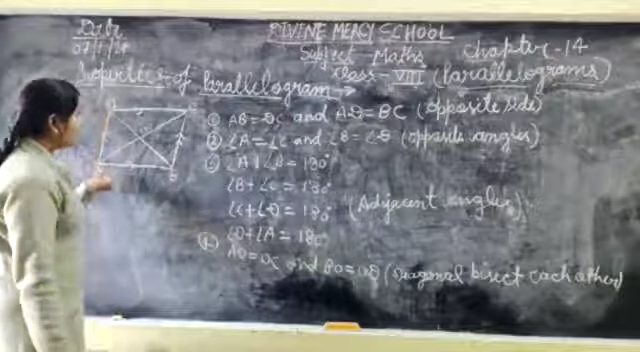 Date
DIVINE MERCY SCHOOL
Subject Maths
Chapter-14
Class-VIII (Parallelograms)
Properties of Parallelogram→
① AB=DC and AD=BC (opposite side)
② ∠A=∠C and ∠B=∠D (opposite angles)
③ ∠A+∠B=180°
∠B+∠C=180°
∠C+∠D=180° (Adjacent angles)
∠D+∠A=180°
④ AO=OC and BO=OD (diagonal bisect each other)